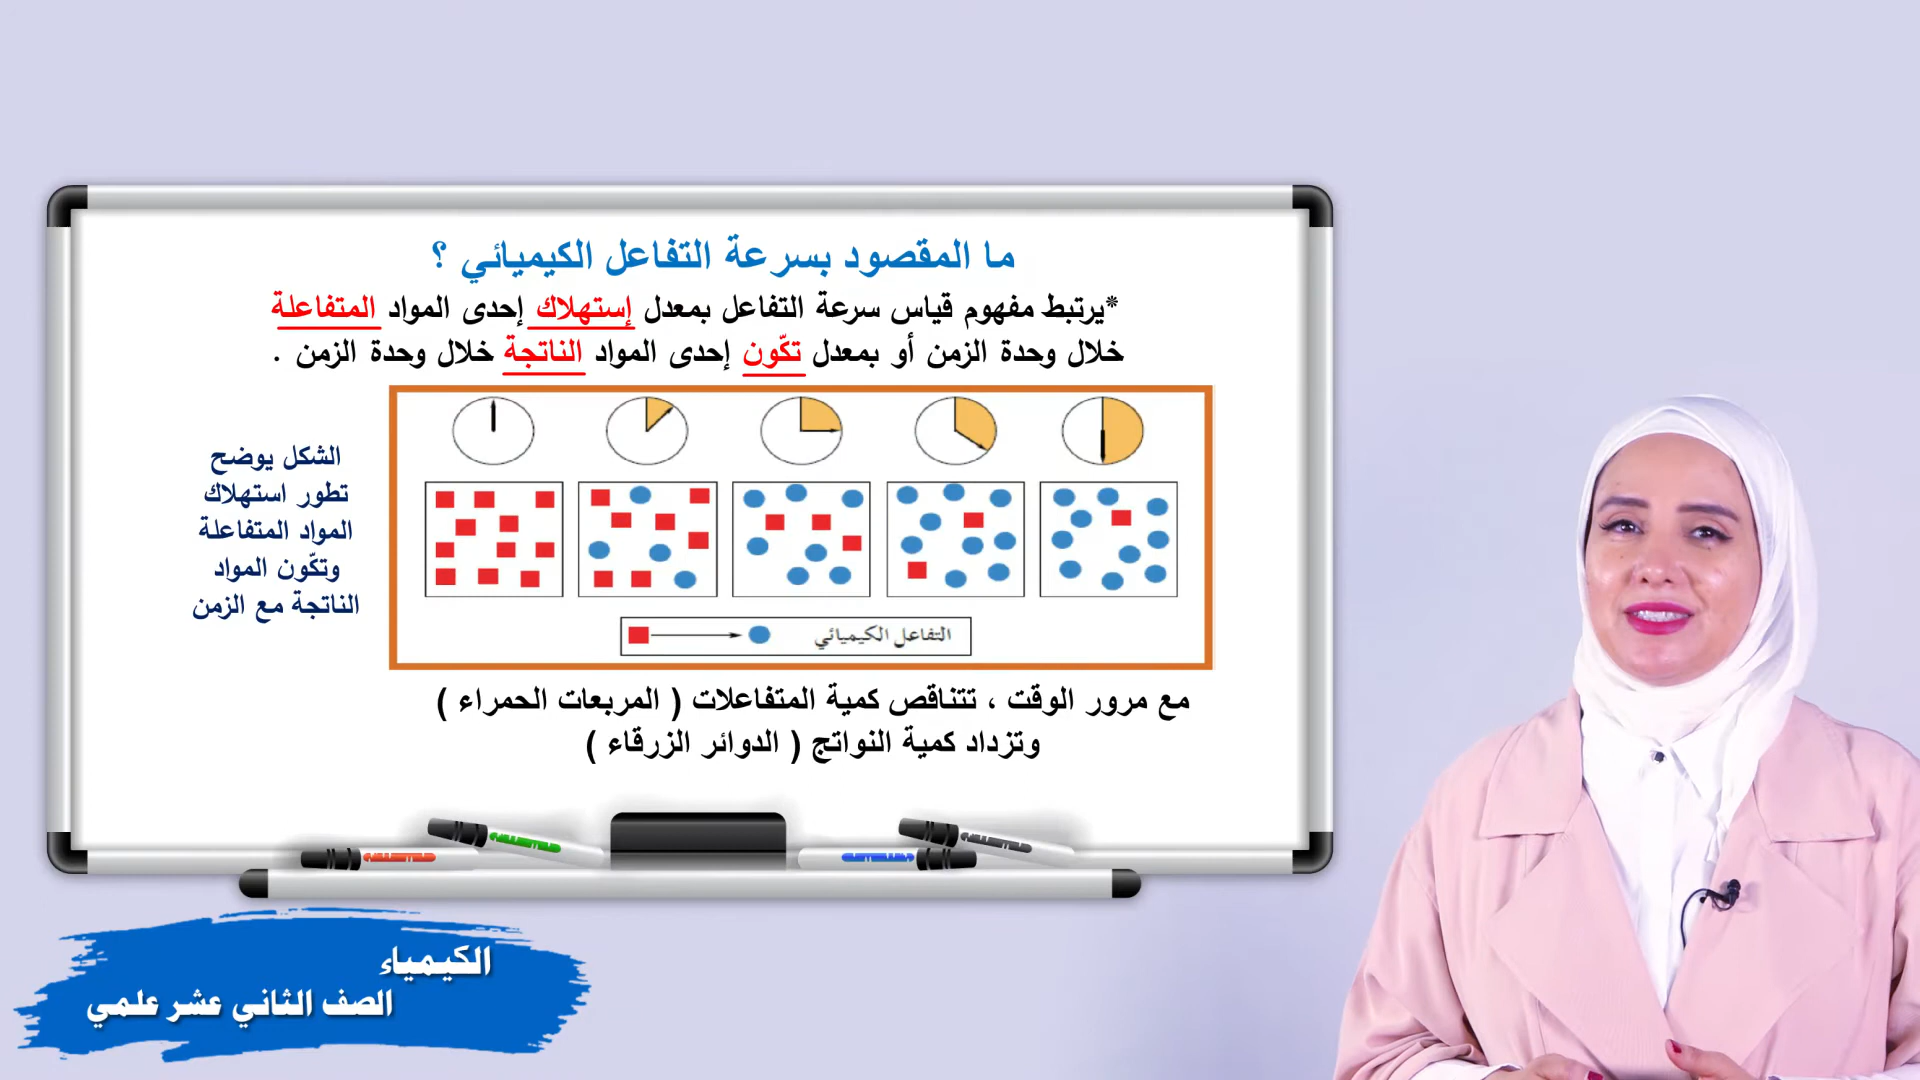 ما المقصود بسرعة التفاعل الكيميائي ؟
*يرتبط مفهوم قياس سرعة التفاعل بمعدل إستهلاك إحدى المواد المتفاعلة
خلال وحدة الزمن أو بمعدل تكّون إحدى المواد الناتجة خلال وحدة الزمن .
الشكل يوضح
تطور استهلاك
المواد المتفاعلة
وتكّون المواد
الناتجة مع الزمن
التفاعل الكيميائي
مع مرور الوقت ، تتناقص كمية المتفاعلات ( المربعات الحمراء )
وتزداد كمية النواتج ( الدوائر الزرقاء )
الكيمياء
الصف الثاني عشر علمي